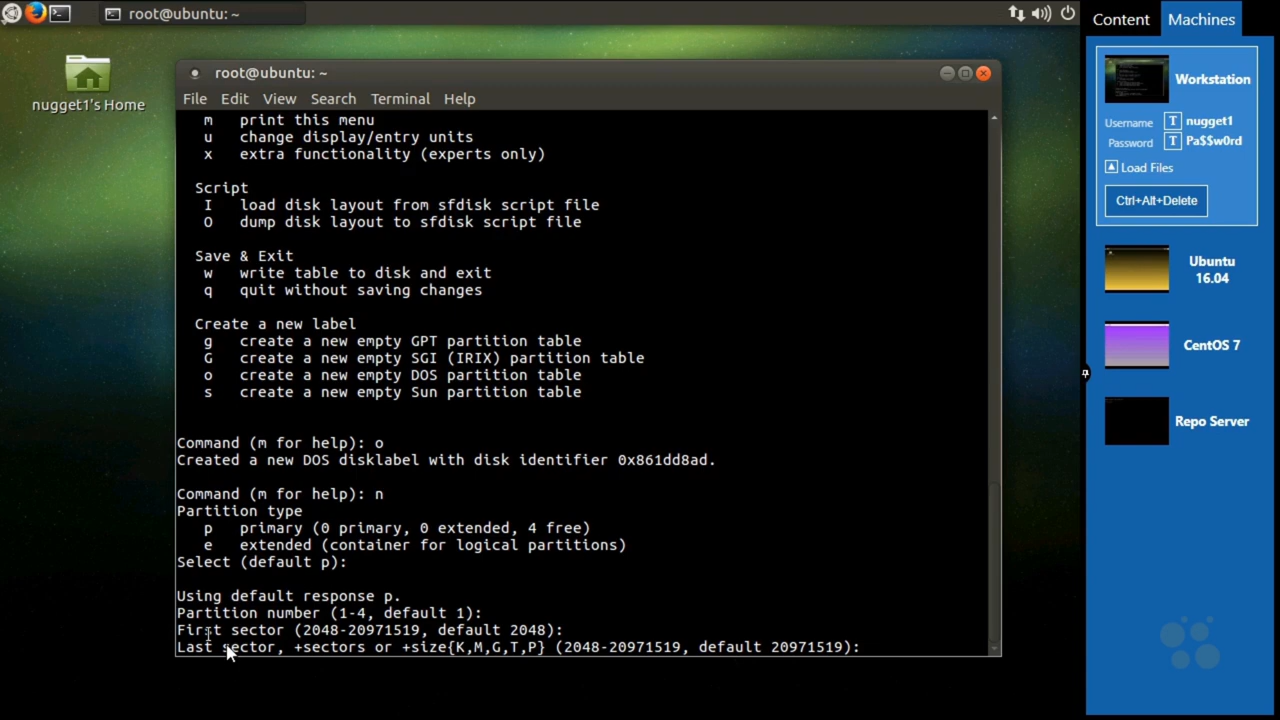 root@ubuntu: ~
Content
Machines
nugget1's Home
root@ubuntu: ~
File Edit View Search Terminal Help
m print this menu
u change display/entry units
x extra functionality (experts only)
Script
I load disk layout from sfdisk script file
O dump disk layout to sfdisk script file
Save & Exit
w write table to disk and exit
q quit without saving changes
Create a new label
g create a new empty GPT partition table
G create a new empty SGI (IRIX) partition table
o create a new empty DOS partition table
s create a new empty Sun partition table
Command (m for help): o
Created a new DOS disklabel with disk identifier 0x861dd8ad.
Command (m for help): n
Partition type
p primary (0 primary, 0 extended, 4 free)
e extended (container for logical partitions)
Select (default p):
Using default response p.
Partition number (1-4, default 1):
First sector (2048-20971519, default 2048):
Last sector, +sectors or +size{K,M,G,T,P} (2048-20971519, default 20971519):
Workstation
Username T nugget1
Password T Pa$$w0rd
Load Files
Ctrl+Alt+Delete
Ubuntu
16.04
CentOS 7
Repo Server